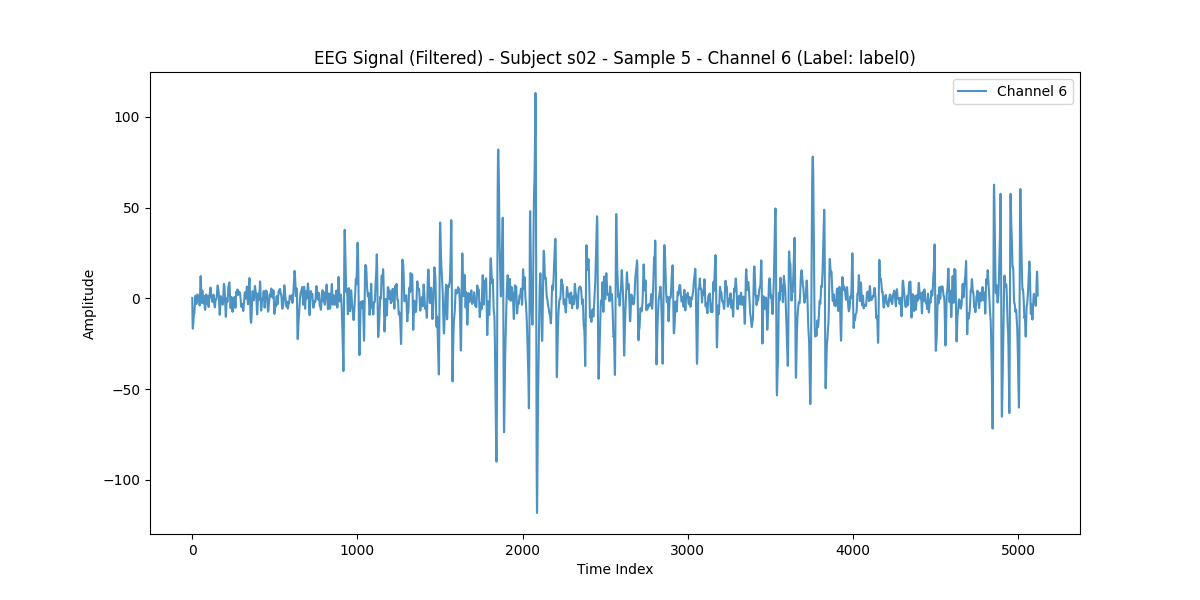 EEG Signal (Filtered) - Subject s02 - Sample 5 - Channel 6 (Label: label0)
Channel 6
100
50
0
−50
−100
Amplitude
0 1000 2000 3000 4000 5000
Time Index